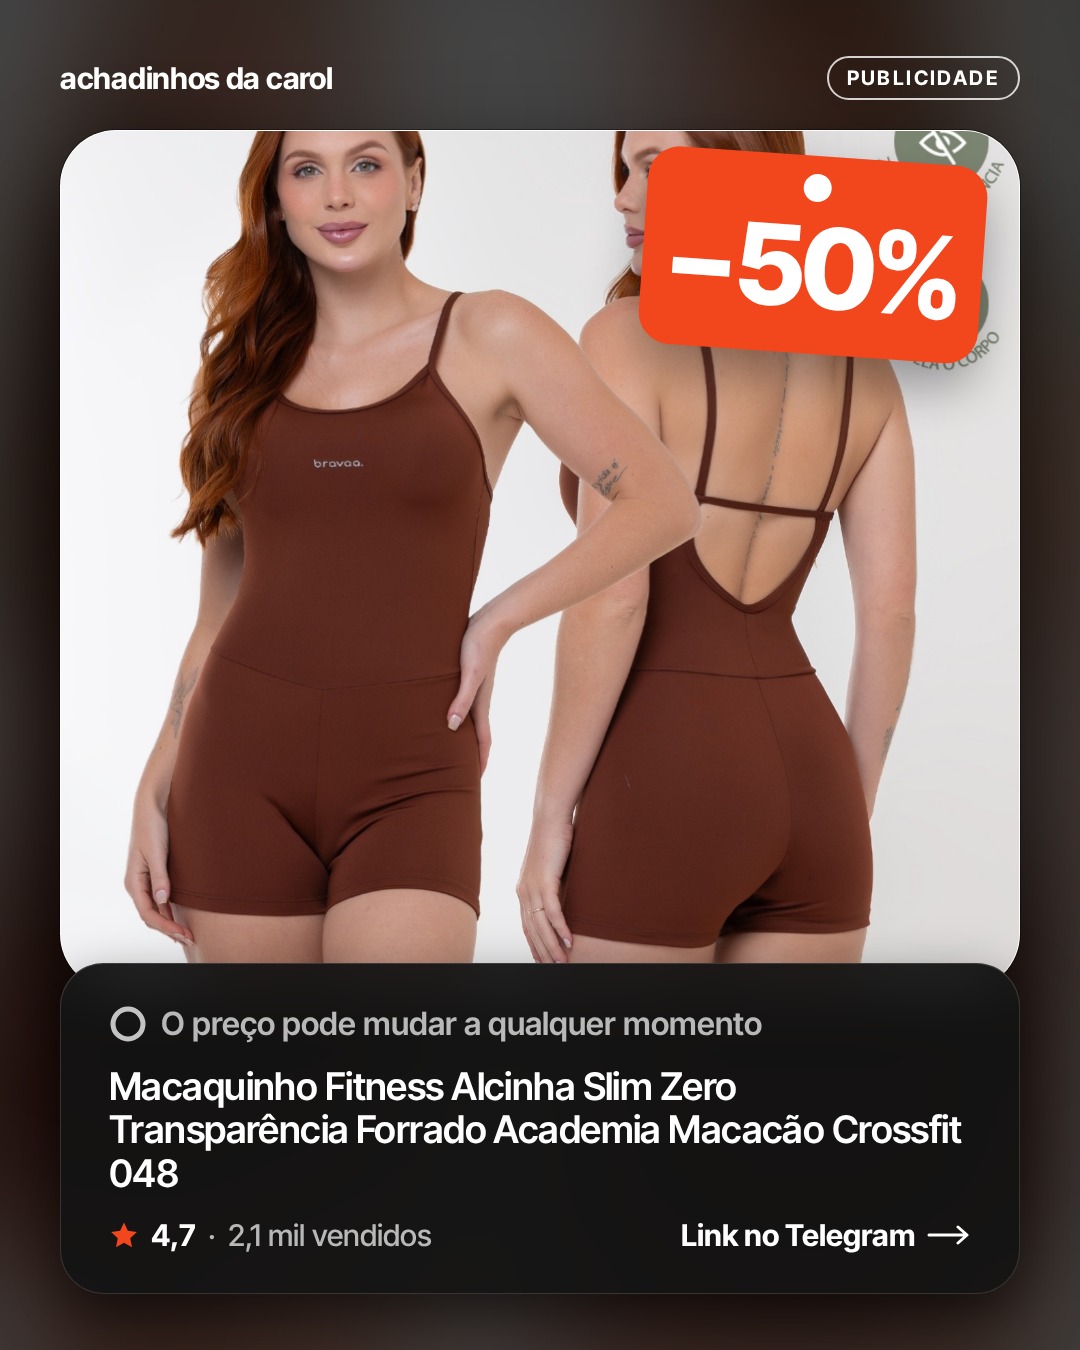 achadinhos da carol
PUBLICIDADE
-50%
bravaa.
O CORPO
O preço pode mudar a qualquer momento
Macaquinho Fitness Alcinha Slim Zero
Transparência Forrado Academia Macacão Crossfit
048
4,7 · 2,1 mil vendidos
Link no Telegram →